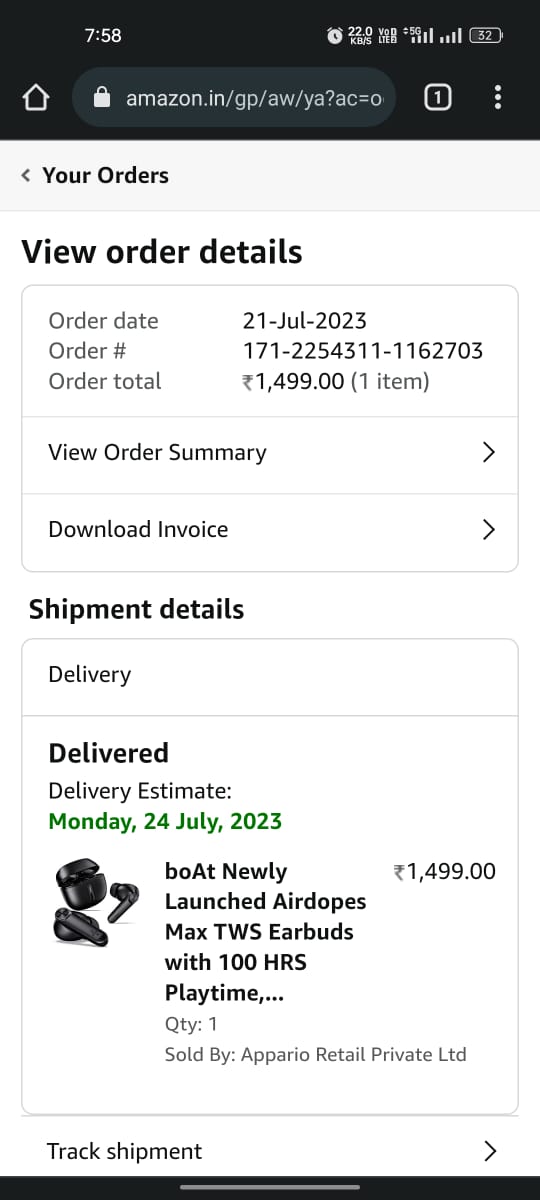 7:58
22.0 KB/S
5G
32
amazon.in/gp/aw/ya?ac=o
1
Your Orders
View order details
Order date 21-Jul-2023
Order # 171-2254311-1162703
Order total ₹1,499.00 (1 item)
View Order Summary
Download Invoice
Shipment details
Delivery
Delivered
Delivery Estimate:
Monday, 24 July, 2023
boAt Newly ₹1,499.00
Launched Airdopes
Max TWS Earbuds
with 100 HRS
Playtime,...
Qty: 1
Sold By: Appario Retail Private Ltd
Track shipment